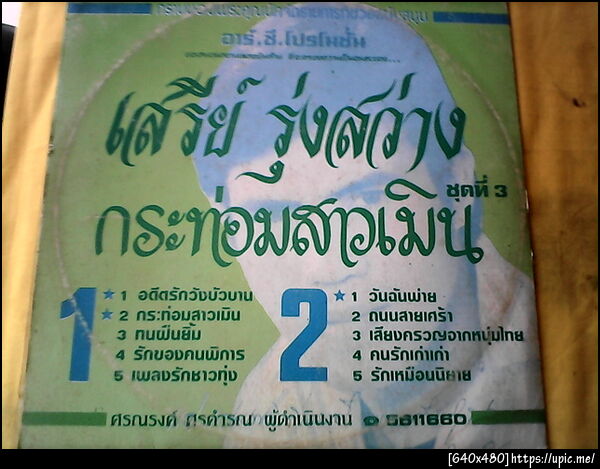 อาร์.ซี.โปรโมชั่น
เสรีย์ รุ่งสว่าง
ชุดที่ 3
กระท่อมสาวเมิน
1
★ 1 อดีตรักวังบัวบาน
★ 2 กระท่อมสาวเมิน
3 ทนฝืนยิ้ม
4 รักของคนพิการ
5 เพลงรักชาวทุ่ง
2
★ 1 วันฉันพ่าย
2 ถนนสายเศร้า
3 เสียงครวญจากหนุ่มไทย
4 คนรักเก่าเก่า
5 รักเหมือนนิยาย
ศรณรงค์ ศรคำรณ ผู้ดำเนินงาน ☎ 5611660
[640x480]https://upic.me/